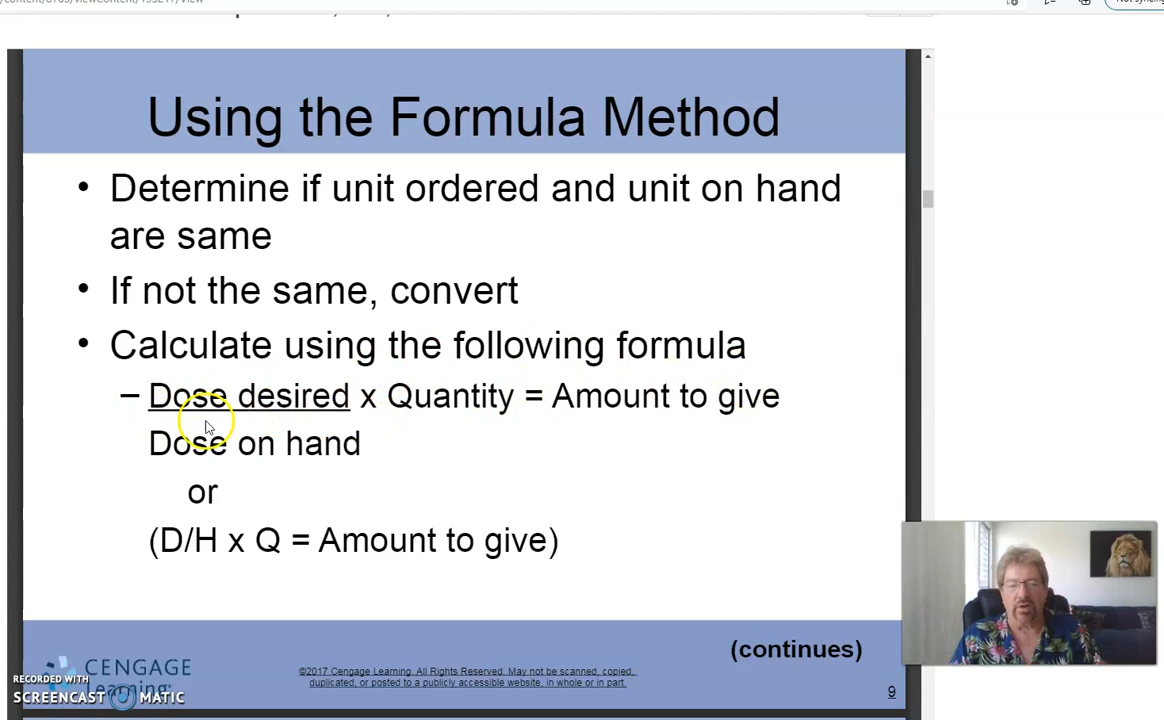 Using the Formula Method
• Determine if unit ordered and unit on hand
are same
• If not the same, convert
• Calculate using the following formula
– Dose desired x Quantity = Amount to give
Dose on hand
or
(D/H x Q = Amount to give)
(continues)
CENGAGE
Learning
©2017 Cengage Learning. All Rights Reserved. May not be scanned, copied,
duplicated, or posted to a publicly accessible website, in whole or in part.
9
RECORDED WITH
SCREENCAST MATIC